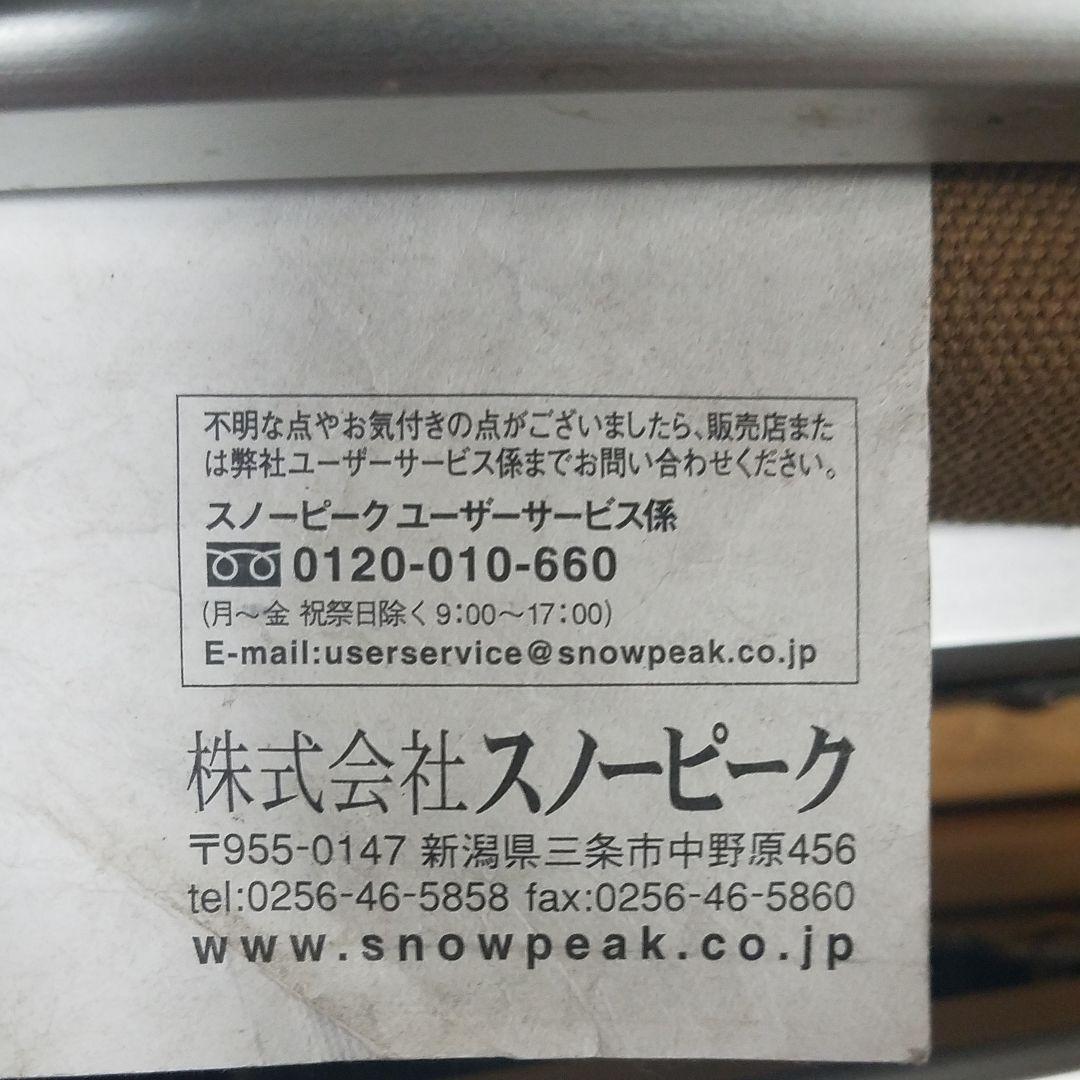 不明な点やお気付きの点がございましたら、販売店また
は弊社ユーザーサービス係までお問い合わせください。
スノーピークユーザーサービス係
0120-010-660
(月～金 祝祭日除く9:00～17:00)
E-mail:userservice@snowpeak.co.jp
株式会社スノーピーク
〒955-0147 新潟県三条市中野原456
tel:0256-46-5858 fax:0256-46-5860
www.snowpeak.co.jp